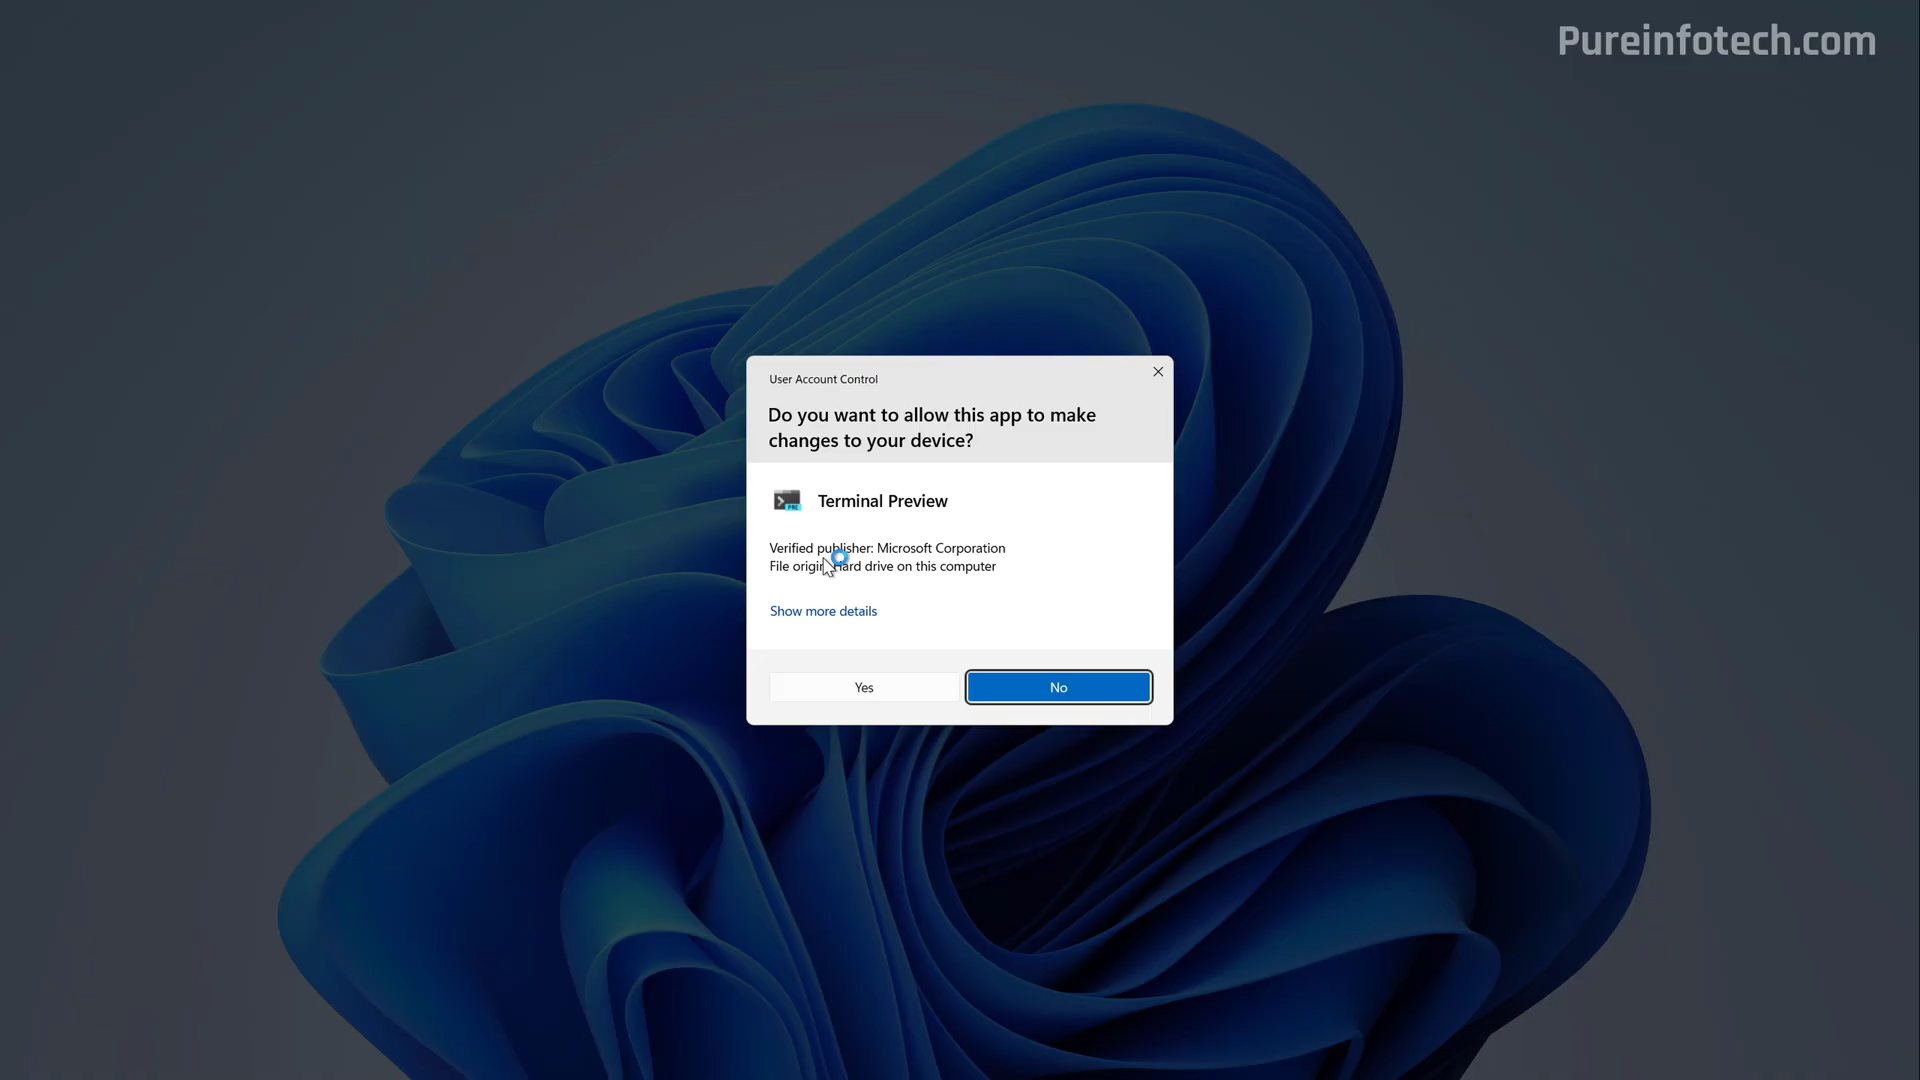 Pureinfotech.com
User Account Control
Do you want to allow this app to make
changes to your device?
PRE
Terminal Preview
Verified publisher: Microsoft Corporation
File origin: Hard drive on this computer
Show more details
Yes
No